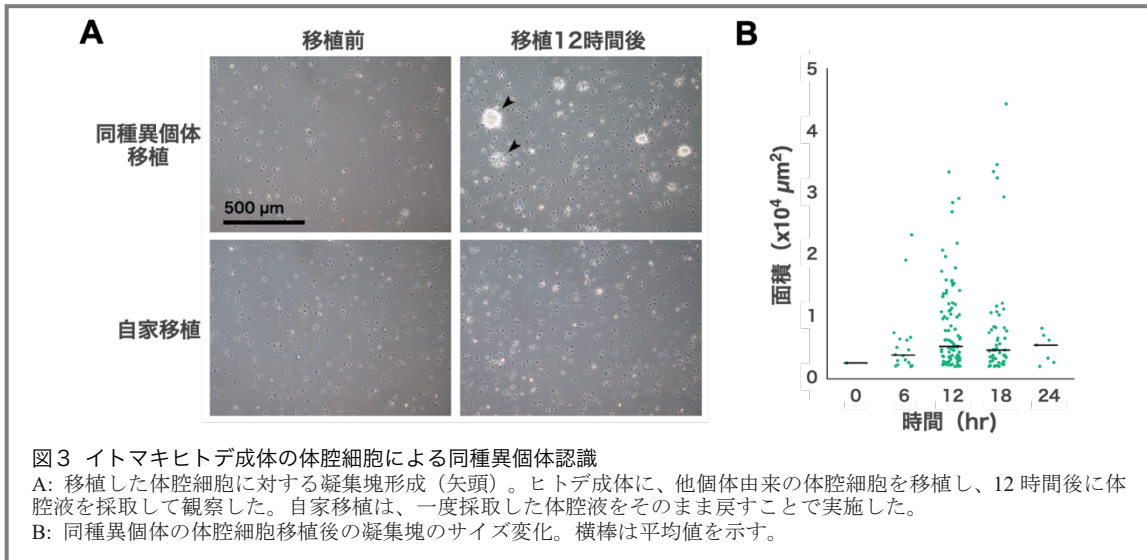 A
移植前
移植12時間後
同種異個体
移植
500 µm
自家移植
B
面積（x10⁴ µm²）
5
4
3
2
1
0
0 6 12 18 24
時間（hr）
図３ イトマキヒトデ成体の体腔細胞による同種異個体認識
A: 移植した体腔細胞に対する凝集塊形成（矢頭）。ヒトデ成体に、他個体由来の体腔細胞を移植し、12 時間後に体
腔液を採取して観察した。自家移植は、一度採取した体腔液をそのまま戻すことで実施した。
B: 同種異個体の体腔細胞移植後の凝集塊のサイズ変化。横棒は平均値を示す。